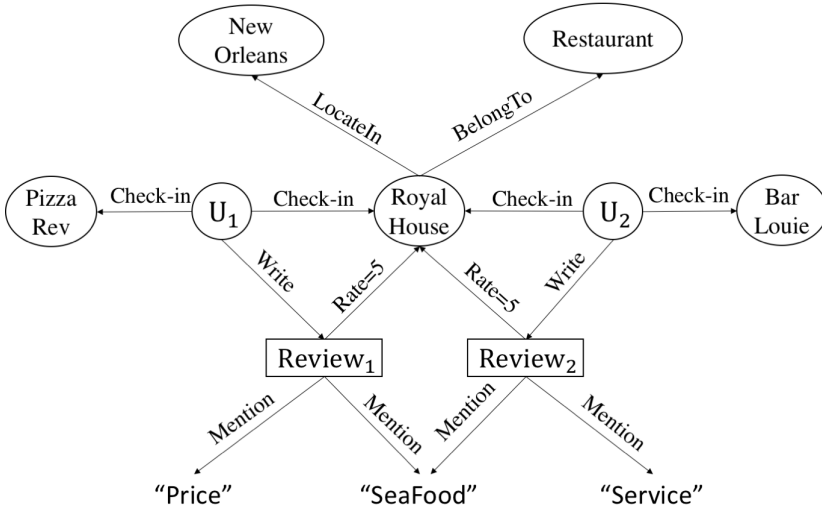 New
Orleans
Restaurant
LocateIn
BelongTo
Pizza
Rev
Check-in
U₁
Check-in
Royal
House
Check-in
U₂
Check-in
Bar
Louie
Write
Rate=5
Rate=5
Write
Review₁
Review₂
Mention
Mention
Mention
Mention
“Price”
“SeaFood”
“Service”